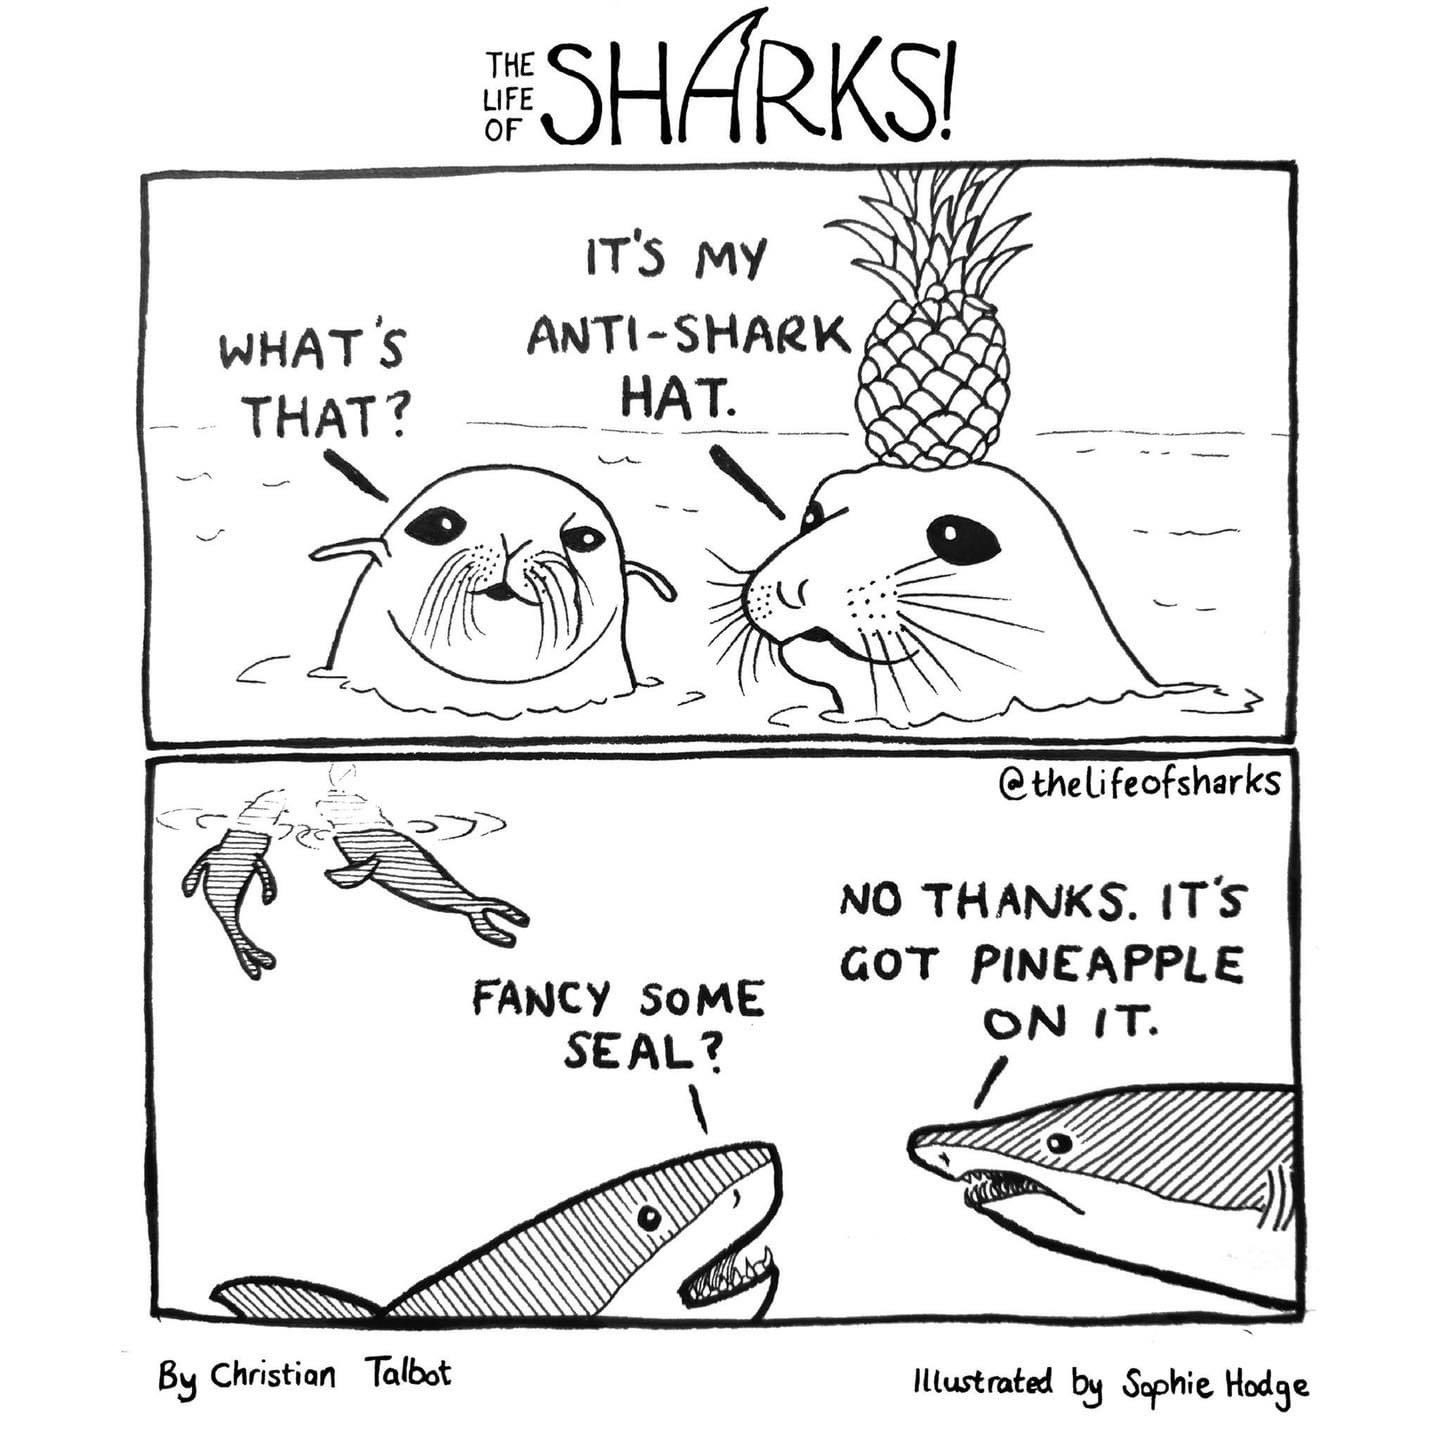 THE
LIFE
OF
SHARKS!
WHAT'S
THAT?
IT'S MY
ANTI-SHARK
HAT.
@thelifeofsharks
FANCY SOME
SEAL?
NO THANKS. IT'S
GOT PINEAPPLE
ON IT.
By Christian Talbot
Illustrated by Sophie Hodge